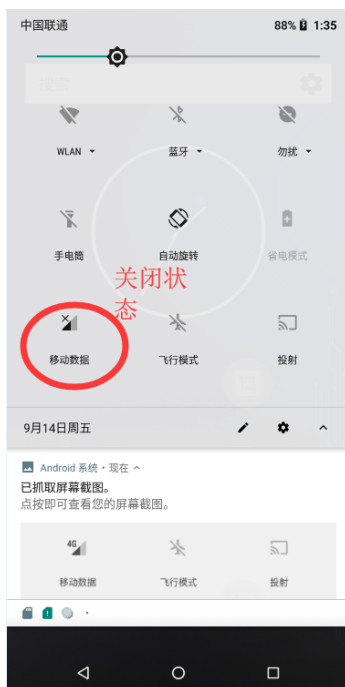 中国联通 88% 1:35
WLAN 蓝牙 勿扰
手电筒 自动旋转 省电模式
关闭状
态
移动数据 飞行模式 投射
9月14日周五
Android 系统 · 现在
已抓取屏幕截图。
点按即可查看您的屏幕截图。
4G
移动数据 飞行模式 投射